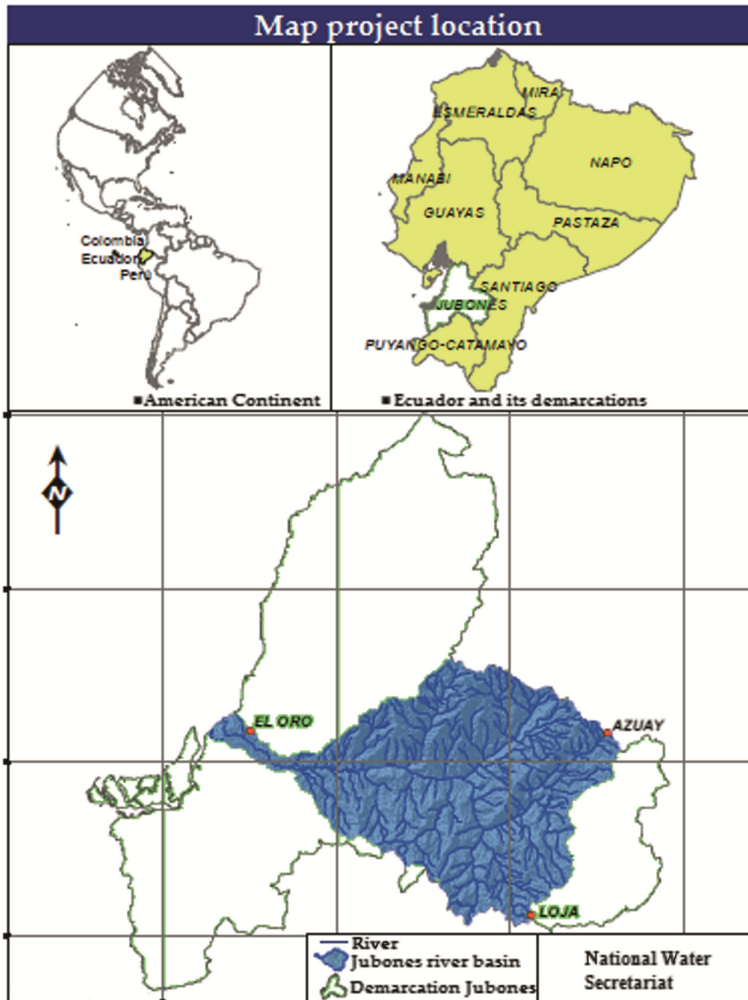 Map project location
Colombia
Ecuador
Perú
■American Continent
MIRA
ESMERALDAS
NAPO
MANABI
GUAYAS
PASTAZA
SANTIAGO
JUBONES
PUYANGO-CATAMAYO
■ Ecuador and its demarcations
N
EL ORO
AZUAY
LOJA
River
Jubones river basin
Demarcation Jubones
National Water
Secretariat